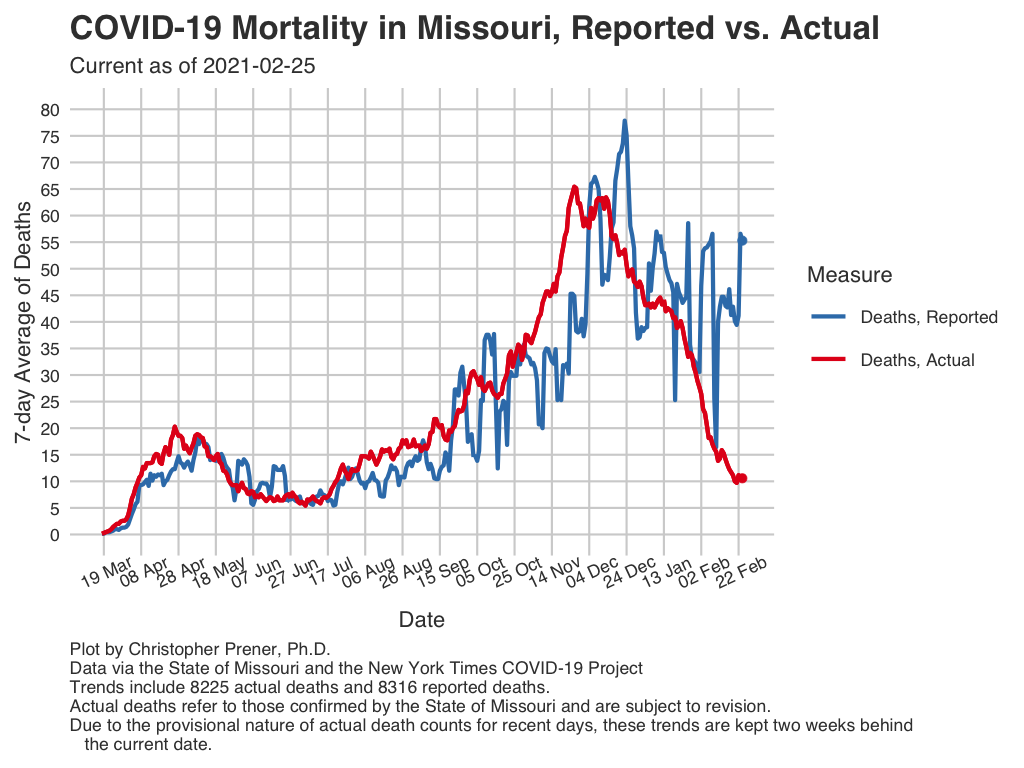 COVID-19 Mortality in Missouri, Reported vs. Actual
Current as of 2021-02-25
80
75
70
65
60
55
50
45
40
35
30
25
20
15
10
5
0
7-day Average of Deaths
19 Mar
08 Apr
28 Apr
18 May
07 Jun
27 Jun
17 Jul
06 Aug
26 Aug
15 Sep
05 Oct
25 Oct
14 Nov
04 Dec
24 Dec
13 Jan
02 Feb
22 Feb
Date
Measure
Deaths, Reported
Deaths, Actual
Plot by Christopher Prener, Ph.D.
Data via the State of Missouri and the New York Times COVID-19 Project
Trends include 8225 actual deaths and 8316 reported deaths.
Actual deaths refer to those confirmed by the State of Missouri and are subject to revision.
Due to the provisional nature of actual death counts for recent days, these trends are kept two weeks behind
the current date.